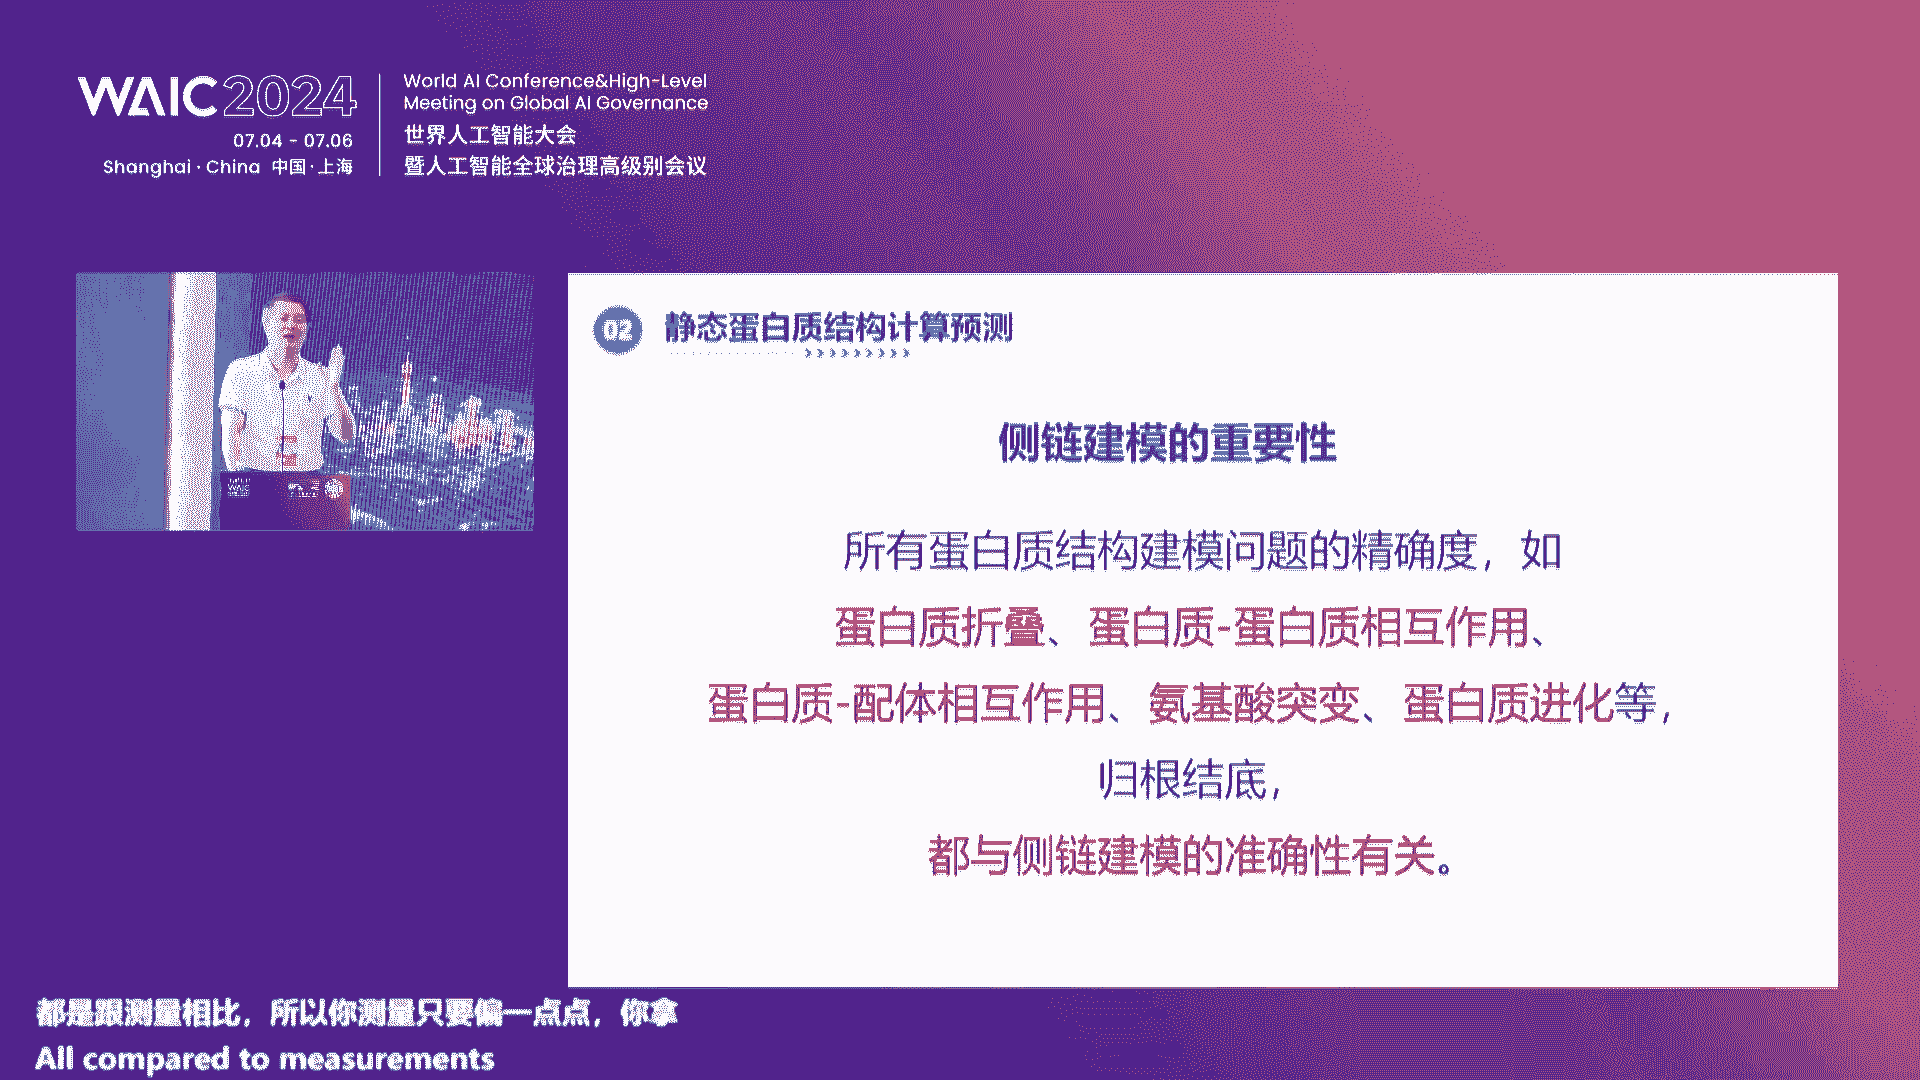 WAIC 2024
07.04 - 07.06
Shanghai · China 中国·上海
World AI Conference&High-Level
Meeting on Global AI Governance
世界人工智能大会
暨人工智能全球治理高级别会议
02 静态蛋白质结构计算预测
侧链建模的重要性
所有蛋白质结构建模问题的精确度，如
蛋白质折叠、蛋白质-蛋白质相互作用、
蛋白质-配体相互作用、氨基酸突变、蛋白质进化等，
归根结底，
都与侧链建模的准确性有关。
WAIC
都是跟测量相比，所以你测量只要偏一点点，你拿
All compared to measurements